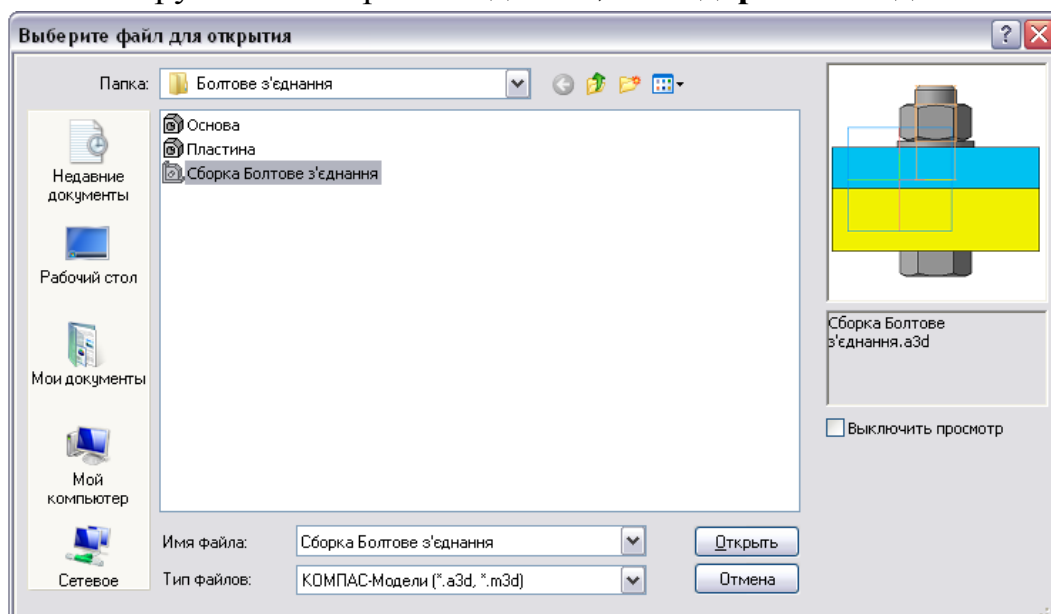 Выберите файл для открытия
Папка:
Болтове з'єднання
Недавние
документы
Рабочий стол
Мои документы
Мой
компьютер
Сетевое
Основа
Пластина
Сборка Болтове з'єднання
Имя файла:
Сборка Болтове з'єднання
Открыть
Тип файлов:
КОМПАС-Модели (*.a3d, *.m3d)
Отмена
Сборка Болтове
з'єднання.a3d
Выключить просмотр